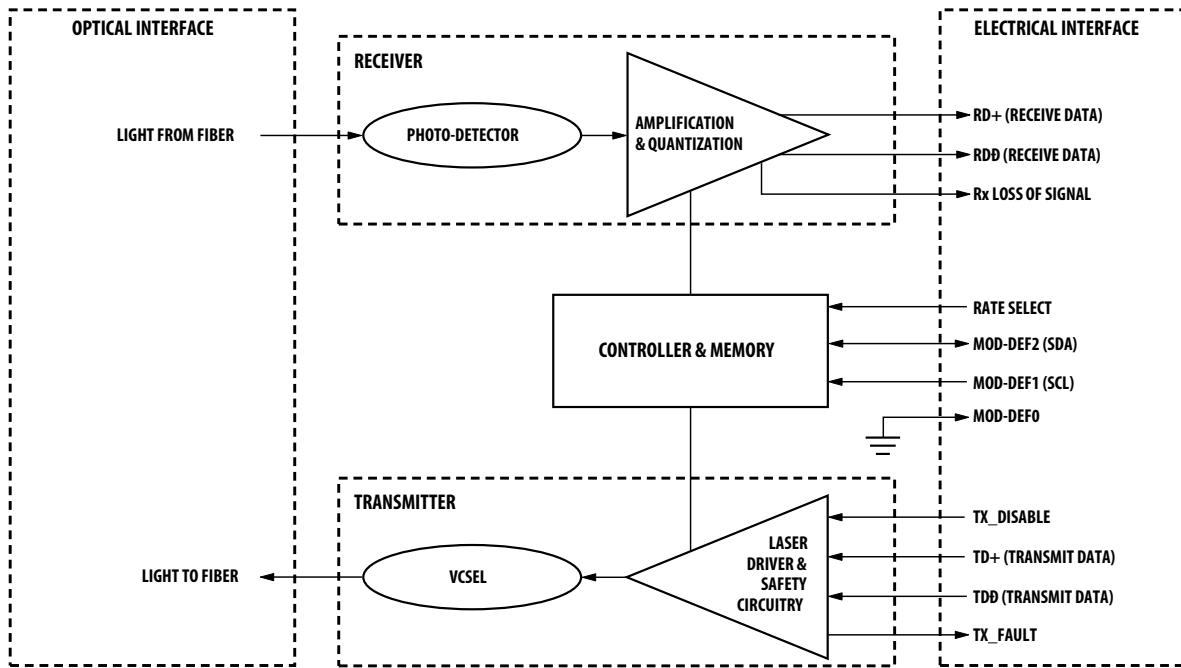 OPTICAL INTERFACE
ELECTRICAL INTERFACE
RECEIVER
LIGHT FROM FIBER
PHOTO-DETECTOR
AMPLIFICATION
& QUANTIZATION
RD+ (RECEIVE DATA)
RDÐ (RECEIVE DATA)
Rx LOSS OF SIGNAL
CONTROLLER & MEMORY
RATE SELECT
MOD-DEF2 (SDA)
MOD-DEF1 (SCL)
MOD-DEF0
TRANSMITTER
LIGHT TO FIBER
VCSEL
LASER
DRIVER &
SAFETY
CIRCUITRY
TX_DISABLE
TD+ (TRANSMIT DATA)
TDÐ (TRANSMIT DATA)
TX_FAULT